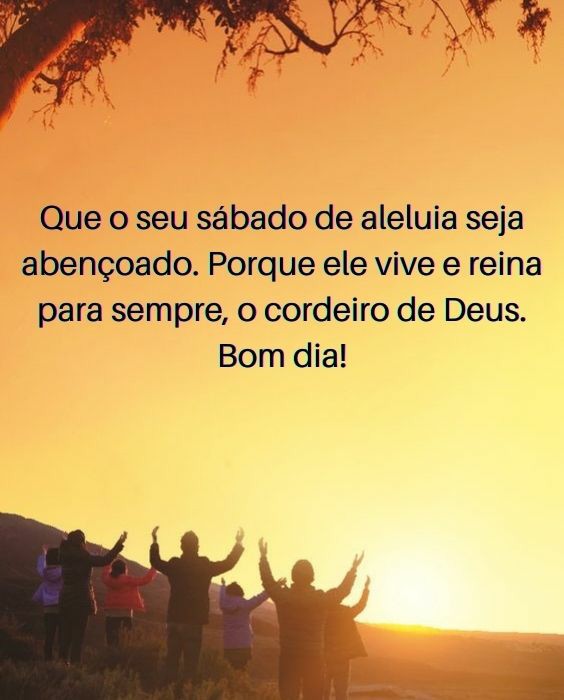 Que o seu sábado de aleluia seja
abençoado. Porque ele vive e reina
para sempre, o cordeiro de Deus.
Bom dia!